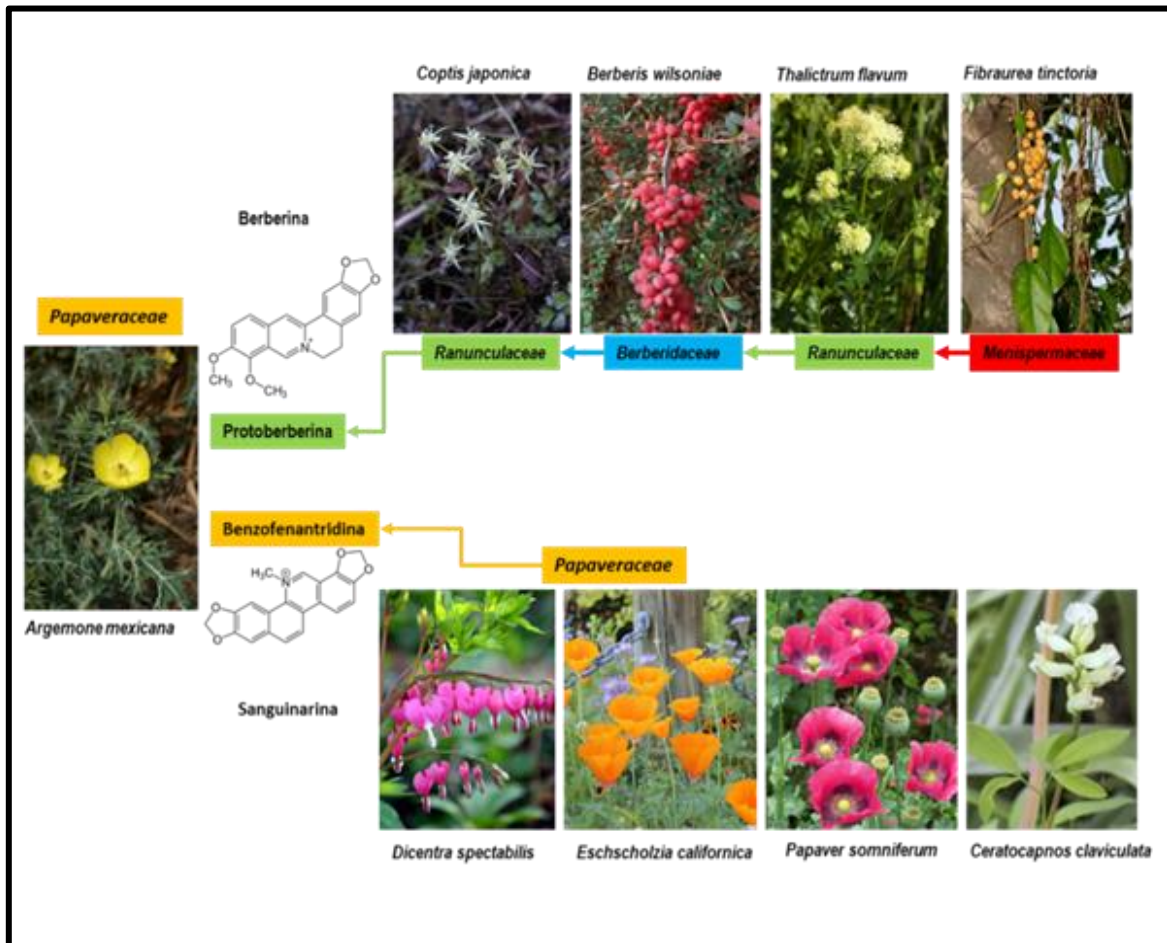 Coptis japonica
Berberis wilsoniae
Thalictrum flavum
Fibraurea tinctoria
Berberina
O
O
N+
O
CH₃
O
CH₃
Papaveraceae
Ranunculaceae
Berberidaceae
Ranunculaceae
Menispermaceae
Protoberberina
Benzofenantridina
Papaveraceae
O
O
H₃C
N⊕
O
O
Argemone mexicana
Sanguinarina
Dicentra spectabilis
Eschscholzia californica
Papaver somniferum
Ceratocapnos claviculata